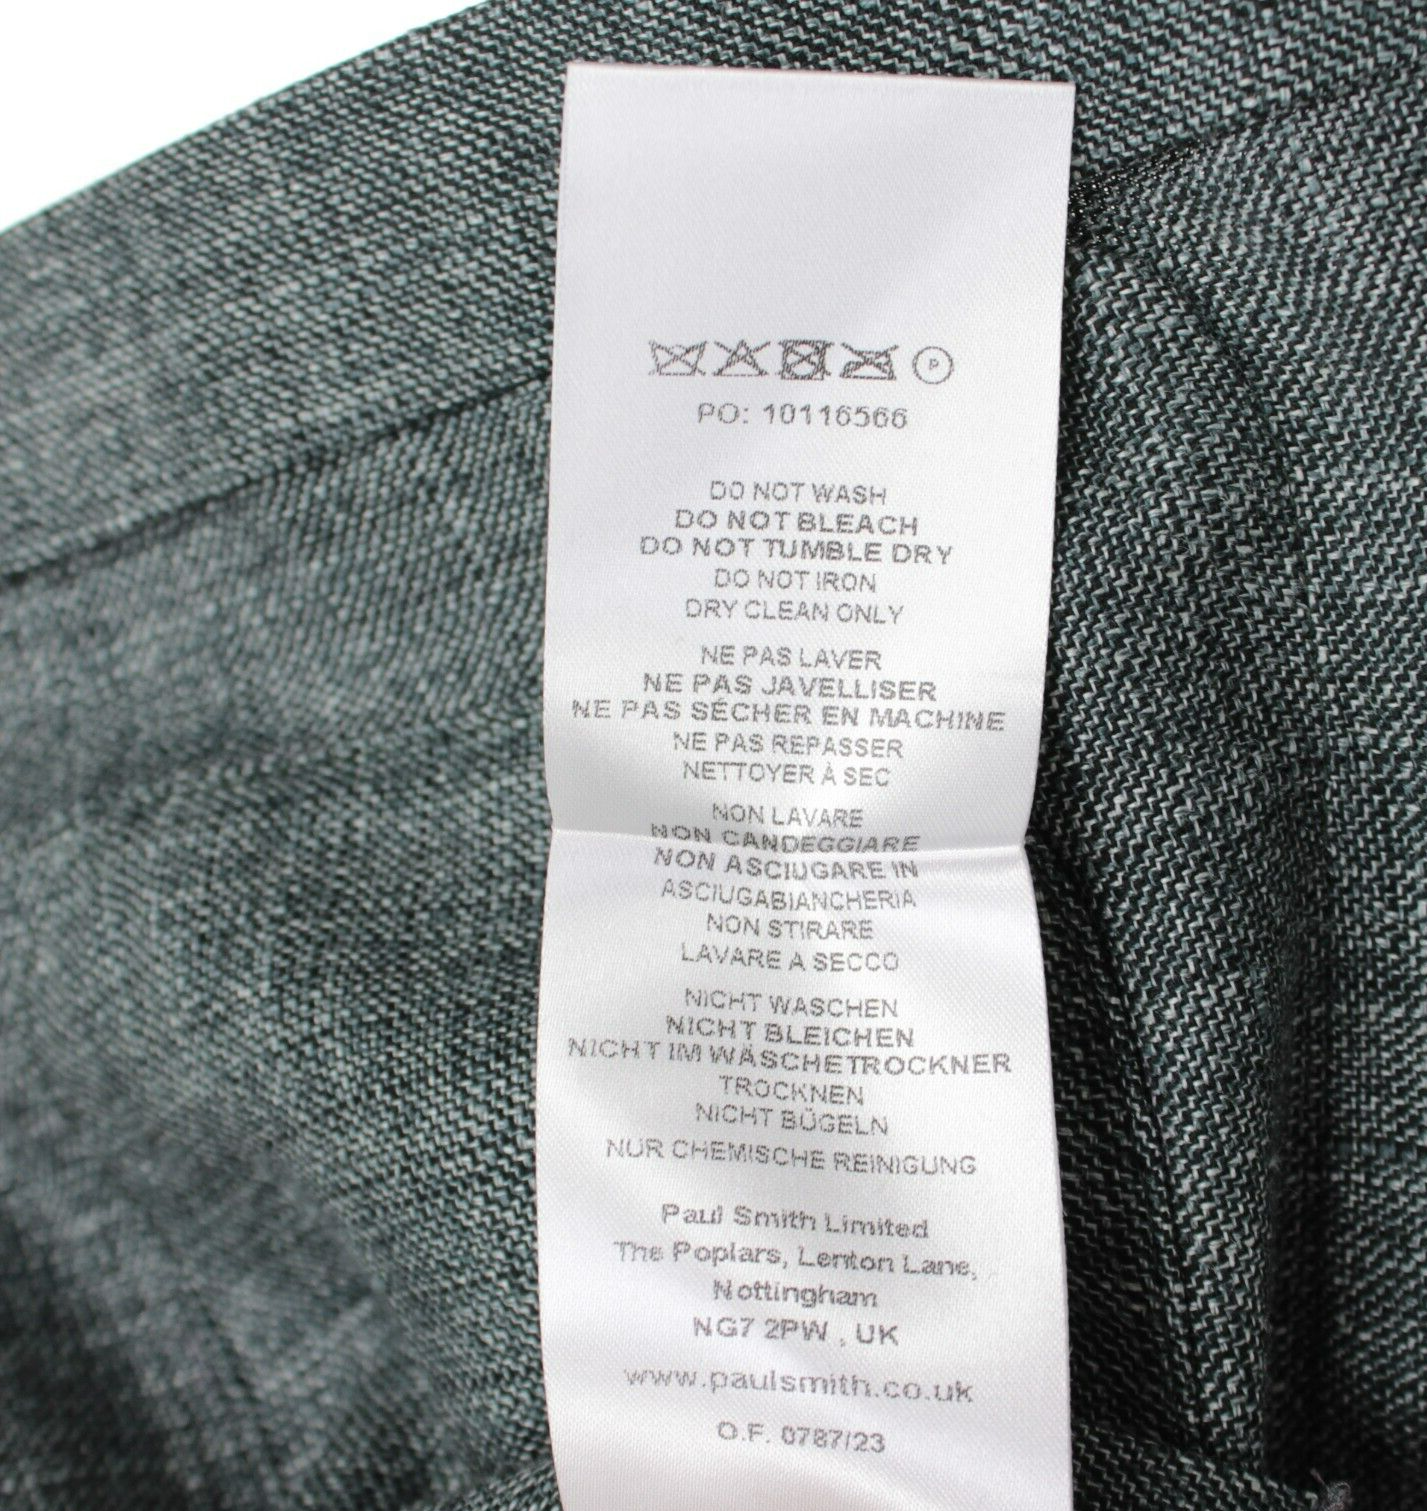 P
PO: 10116566
DO NOT WASH
DO NOT BLEACH
DO NOT TUMBLE DRY
DO NOT IRON
DRY CLEAN ONLY
NE PAS LAVER
NE PAS JAVELLISER
NE PAS SÉCHER EN MACHINE
NE PAS REPASSER
NETTOYER À SEC
NON LAVARE
NON CANDEGGIARE
NON ASCIUGARE IN
ASCIUGABIANCHERIA
NON STIRARE
LAVARE A SECCO
NICHT WASCHEN
NICHT BLEICHEN
NICHT IM WÄSCHETROCKNER
TROCKNEN
NICHT BÜGELN
NUR CHEMISCHE REINIGUNG
Paul Smith Limited
The Poplars, Lenton Lane,
Nottingham
NG7 2PW , UK
www.paulsmith.co.uk
O.F. 0787/23